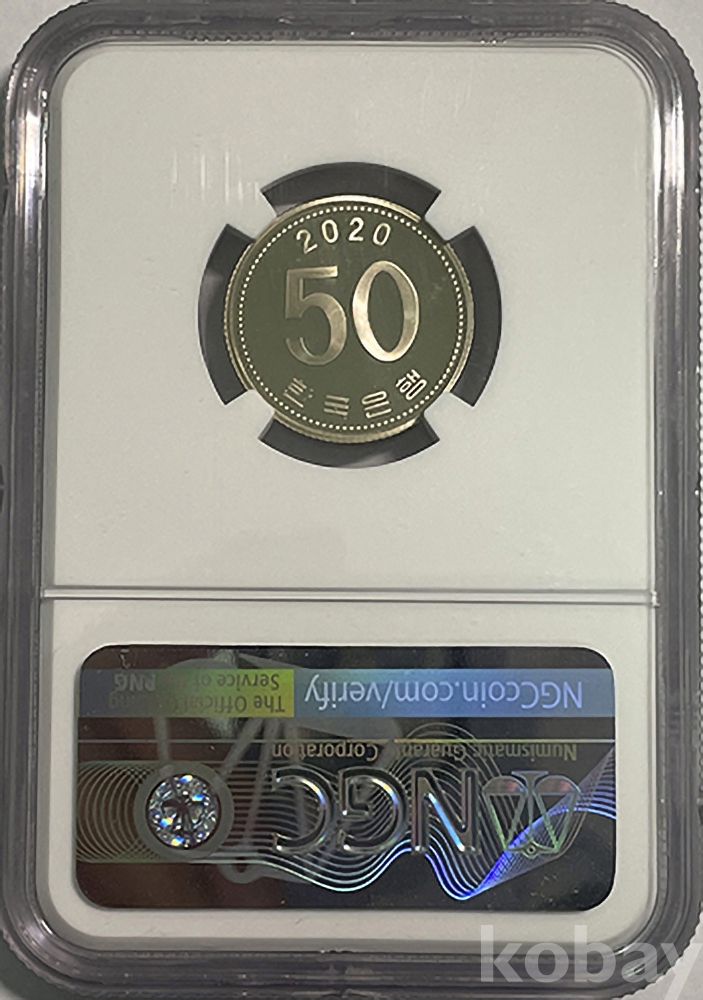 2020
50
한국은행
NGC
Numismatic Guaranty
Corporation
NGCcoin.com/verify
The Official Grading
Service of the PNG
kobay